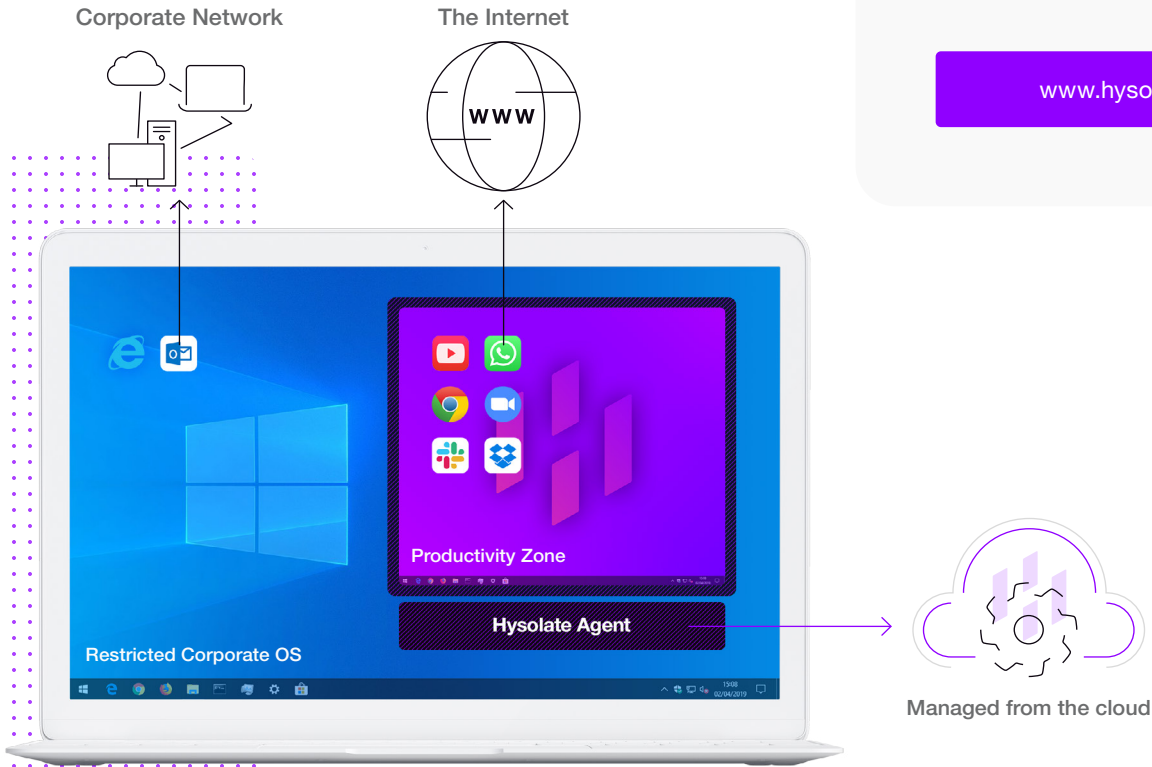 Corporate Network
The Internet
www.hyso
WWW
Productivity Zone
Hysolate Agent
Restricted Corporate OS
15:08
02/04/2019
Managed from the cloud